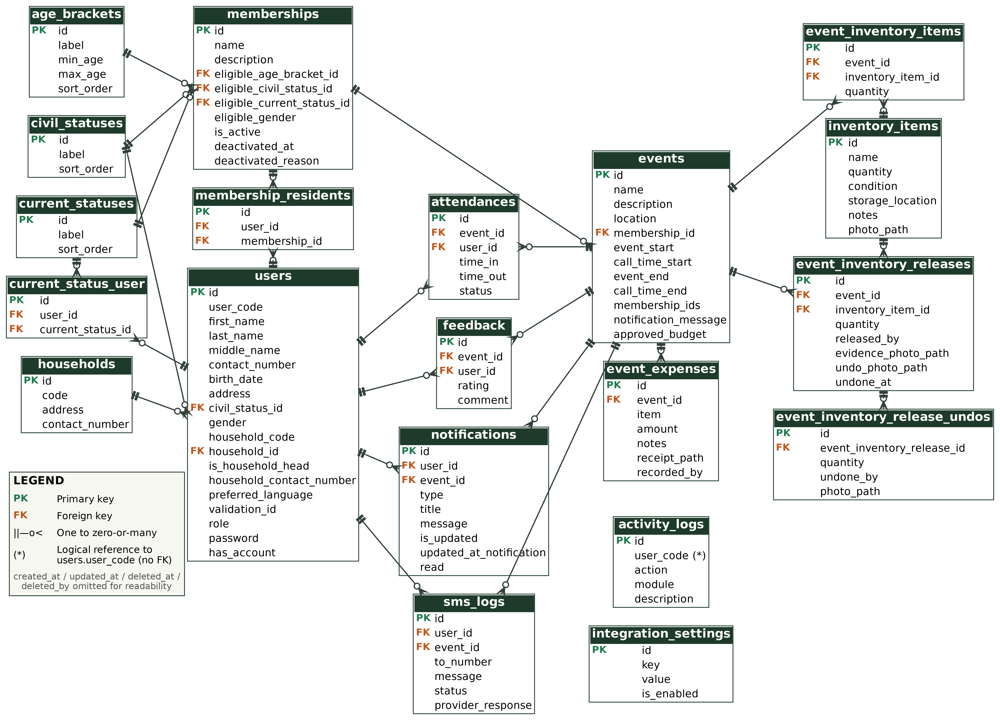 age_brackets
PK id
label
min_age
max_age
sort_order
civil_statuses
PK id
label
sort_order
current_statuses
PK id
label
sort_order
current_status_user
PK id
FK user_id
FK current_status_id
households
PK id
code
address
contact_number
LEGEND
PK Primary key
FK Foreign key
||—o< One to zero-or-many
(*) Logical reference to
users.user_code (no FK)
created_at / updated_at / deleted_at /
deleted_by omitted for readability
memberships
PK id
name
description
FK eligible_age_bracket_id
FK eligible_civil_status_id
FK eligible_current_status_id
eligible_gender
is_active
deactivated_at
deactivated_reason
membership_residents
PK id
FK user_id
FK membership_id
users
PK id
user_code
first_name
last_name
middle_name
contact_number
birth_date
address
FK civil_status_id
gender
household_code
FK household_id
is_household_head
household_contact_number
preferred_language
validation_id
role
password
has_account
attendances
PK id
FK event_id
FK user_id
time_in
time_out
status
feedback
PK id
FK event_id
FK user_id
rating
comment
notifications
PK id
FK user_id
FK event_id
type
title
message
is_updated
updated_at_notification
read
sms_logs
PK id
FK user_id
FK event_id
to_number
message
status
provider_response
events
PK id
name
description
location
FK membership_id
event_start
call_time_start
event_end
call_time_end
membership_ids
notification_message
approved_budget
event_expenses
PK id
FK event_id
item
amount
notes
receipt_path
recorded_by
activity_logs
PK id
user_code (*)
action
module
description
integration_settings
PK id
key
value
is_enabled
event_inventory_items
PK id
FK event_id
FK inventory_item_id
quantity
inventory_items
PK id
name
quantity
condition
storage_location
notes
photo_path
event_inventory_releases
PK id
FK event_id
FK inventory_item_id
quantity
released_by
evidence_photo_path
undo_photo_path
undone_at
event_inventory_release_undos
PK id
FK event_inventory_release_id
quantity
undone_by
photo_path